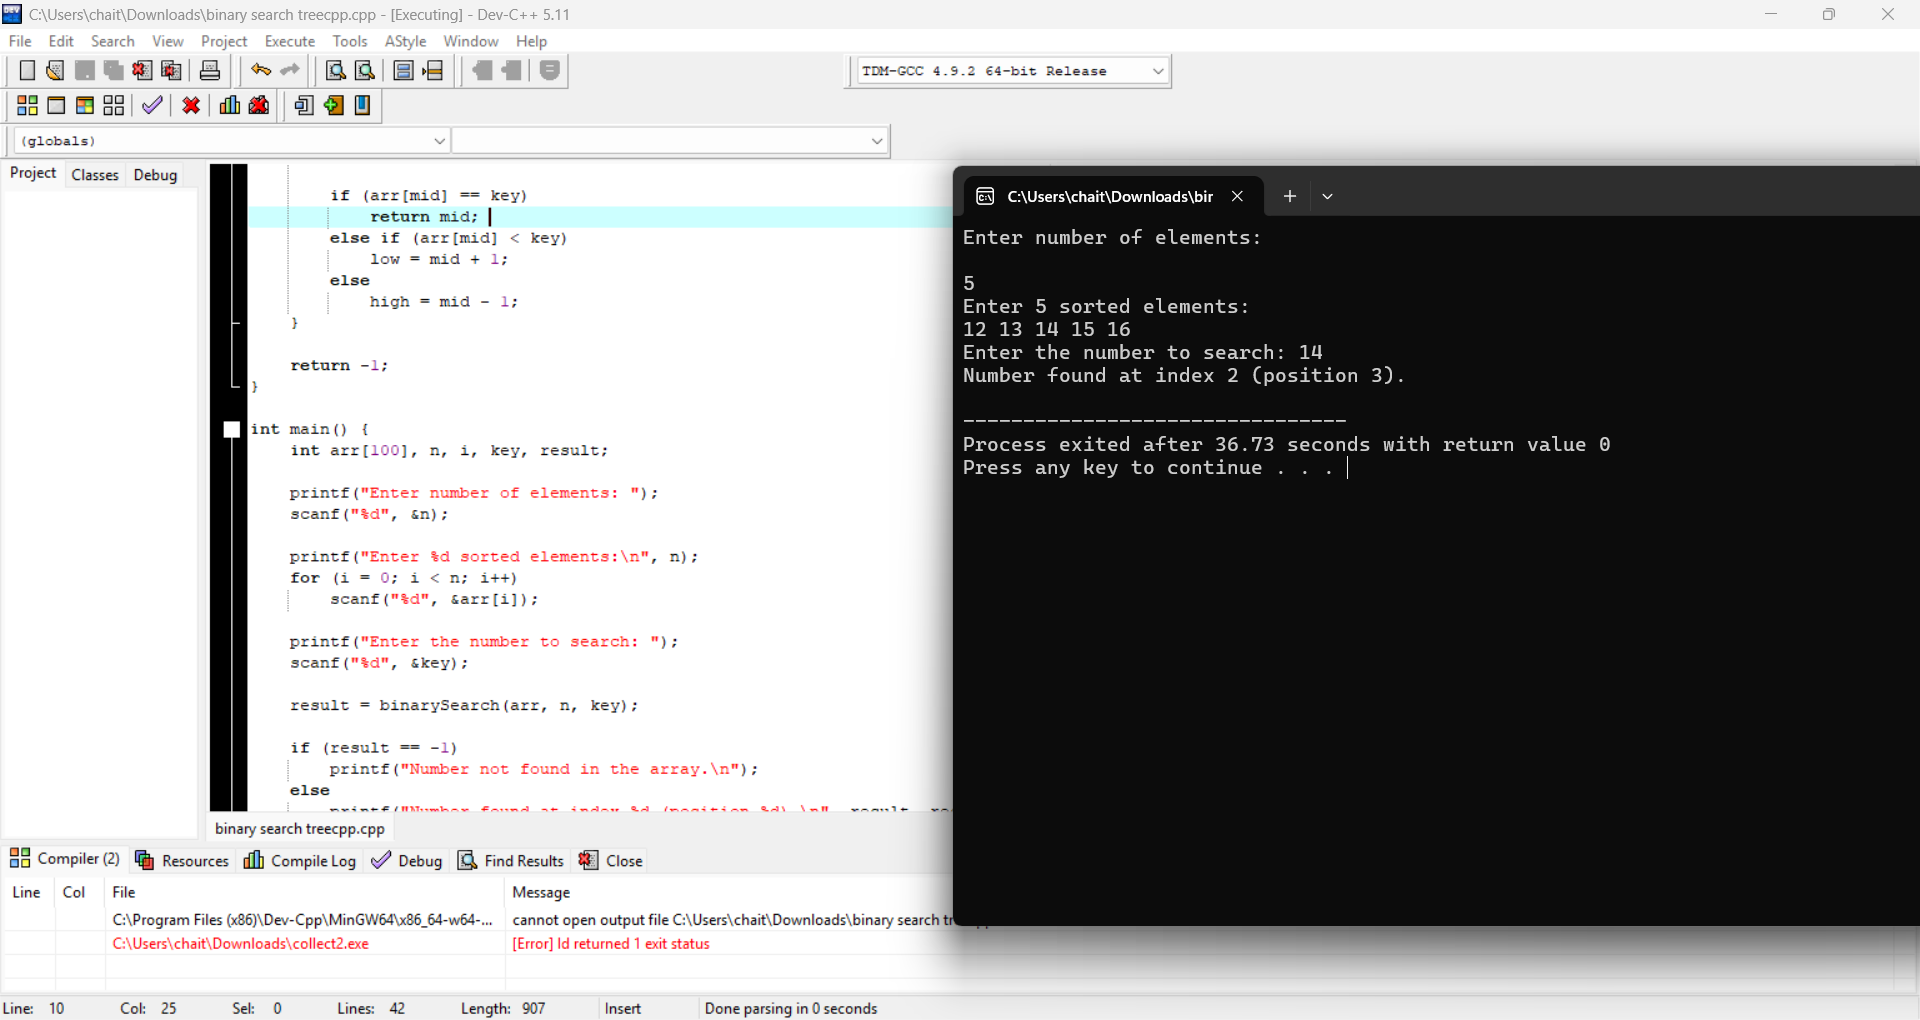 C:\Users\chait\Downloads\binary search treecpp.cpp - [Executing] - Dev-C++ 5.11
File Edit Search View Project Execute Tools AStyle Window Help
TDM-GCC 4.9.2 64-bit Release
(globals)
Project Classes Debug
if (arr[mid] == key)
return mid;
else if (arr[mid] < key)
low = mid + 1;
else
high = mid - 1;
}
return -1;
}
int main() {
int arr[100], n, i, key, result;
printf("Enter number of elements: ");
scanf("%d", &n);
printf("Enter %d sorted elements:\n", n);
for (i = 0; i < n; i++)
scanf("%d", &arr[i]);
printf("Enter the number to search: ");
scanf("%d", &key);
result = binarySearch(arr, n, key);
if (result == -1)
printf("Number not found in the array.\n");
else
printf("Number found at index %d (position %d).\n", result, re
C:\Users\chait\Downloads\bir
Enter number of elements:
5
Enter 5 sorted elements:
12 13 14 15 16
Enter the number to search: 14
Number found at index 2 (position 3).
--------------------------------
Process exited after 36.73 seconds with return value 0
Press any key to continue . . .
binary search treecpp.cpp
Compiler (2) Resources Compile Log Debug Find Results Close
Line Col File Message
C:\Program Files (x86)\Dev-Cpp\MinGW64\x86_64-w64-... cannot open output file C:\Users\chait\Downloads\binary search tr
C:\Users\chait\Downloads\collect2.exe [Error] ld returned 1 exit status
Line: 10 Col: 25 Sel: 0 Lines: 42 Length: 907 Insert Done parsing in 0 seconds